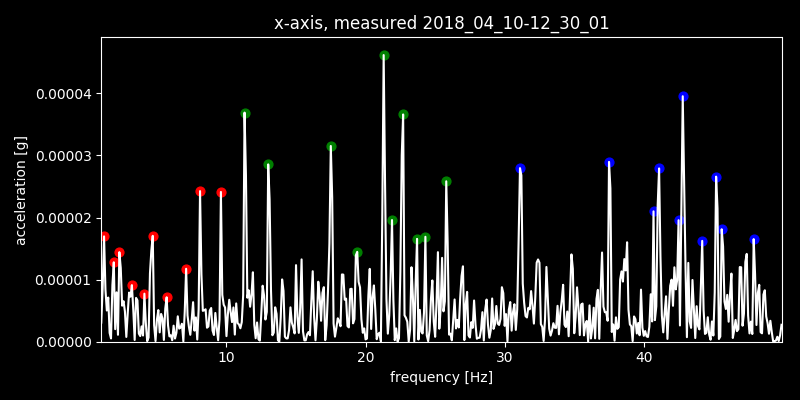 x-axis, measured 2018_04_10-12_30_01
acceleration [g]
0.00004
0.00003
0.00002
0.00001
0.00000
10 20 30 40
frequency [Hz]